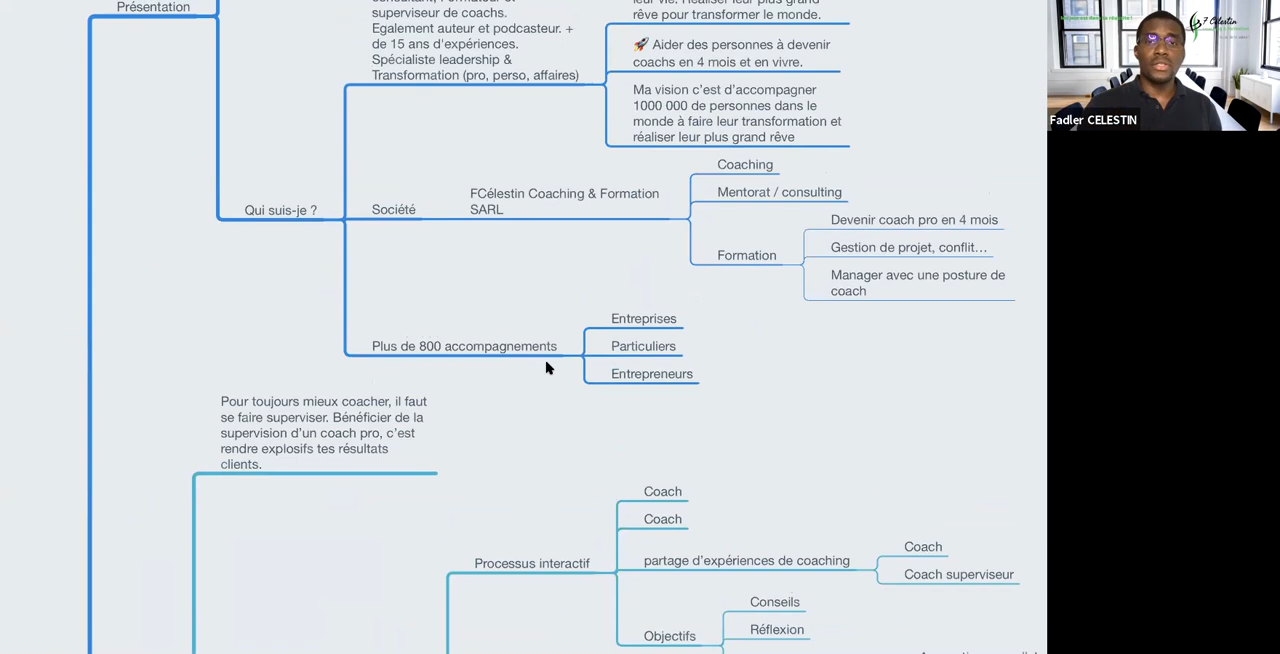 Présentation
consultant, Formateur et
superviseur de coachs.
Egalement auteur et podcasteur. +
de 15 ans d'expériences.
Spécialiste leadership &
Transformation (pro, perso, affaires)
leur vie. Réaliser leur plus grand
rêve pour transformer le monde.
🚀 Aider des personnes à devenir
coachs en 4 mois et en vivre.
Ma vision c'est d'accompagner
1000 000 de personnes dans le
monde à faire leur transformation et
réaliser leur plus grand rêve
Qui suis-je ?
Société
FCélestin Coaching & Formation
SARL
Coaching
Mentorat / consulting
Formation
Devenir coach pro en 4 mois
Gestion de projet, conflit…
Manager avec une posture de
coach
Plus de 800 accompagnements
Entreprises
Particuliers
Entrepreneurs
Pour toujours mieux coacher, il faut
se faire superviser. Bénéficier de la
supervision d'un coach pro, c'est
rendre explosifs tes résultats
clients.
Processus interactif
Coach
Coach
partage d'expériences de coaching
Coach
Coach superviseur
Objectifs
Conseils
Réflexion
Célestin
Fadler CELESTIN